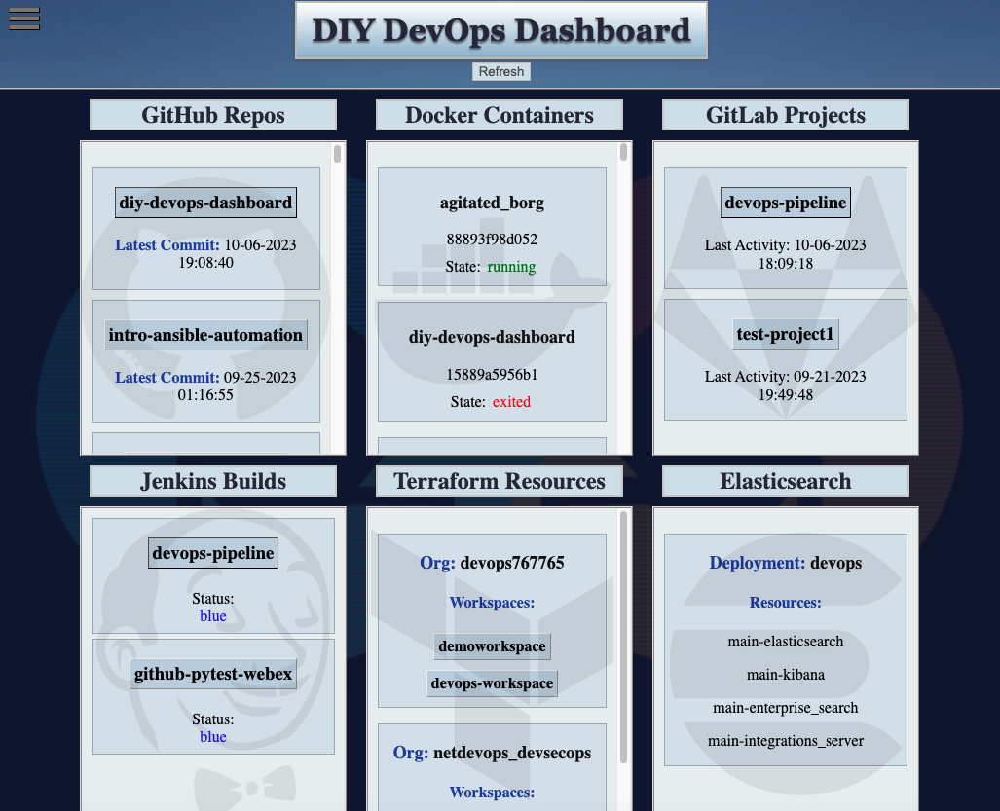 DIY DevOps Dashboard
Refresh
GitHub Repos
diy-devops-dashboard
Latest Commit: 10-06-2023
19:08:40
intro-ansible-automation
Latest Commit: 09-25-2023
01:16:55
Docker Containers
agitated_borg
88893f98d052
State: running
diy-devops-dashboard
15889a5956b1
State: exited
GitLab Projects
devops-pipeline
Last Activity: 10-06-2023
18:09:18
test-project1
Last Activity: 09-21-2023
19:49:48
Jenkins Builds
devops-pipeline
Status:
blue
github-pytest-webex
Status:
blue
Terraform Resources
Org: devops767765
Workspaces:
demoworkspace
devops-workspace
Org: netdevops_devsecops
Workspaces:
Elasticsearch
Deployment: devops
Resources:
main-elasticsearch
main-kibana
main-enterprise_search
main-integrations_server